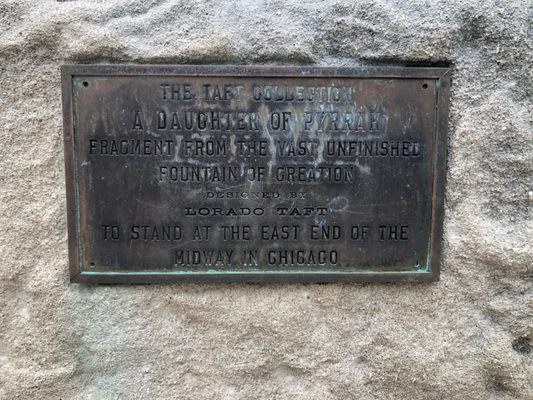 THE TAFT COLLECTION
A DAUGHTER OF PYRRAH
FRAGMENT FROM THE VAST UNFINISHED
FOUNTAIN OF CREATION
DESIGNED BY
LORADO TAFT
TO STAND AT THE EAST END OF THE
MIDWAY IN CHICAGO